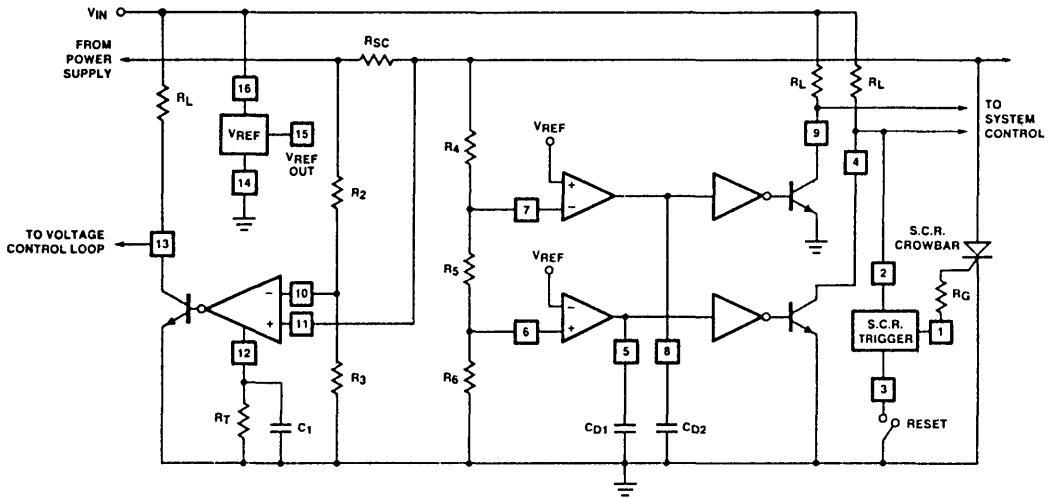 VIN
FROM
POWER
SUPPLY
RSC
RL
16
VREF
15
VREF
OUT
14
R2
R4
VREF
+
−
7
RL
RL
9
4
TO
SYSTEM
CONTROL
TO VOLTAGE
CONTROL LOOP
13
−
10
+
11
12
R5
VREF
−
+
6
5
8
S.C.R.
CROWBAR
2
RG
S.C.R.
TRIGGER
1
3
RT
C1
R3
R6
CD1
CD2
RESET